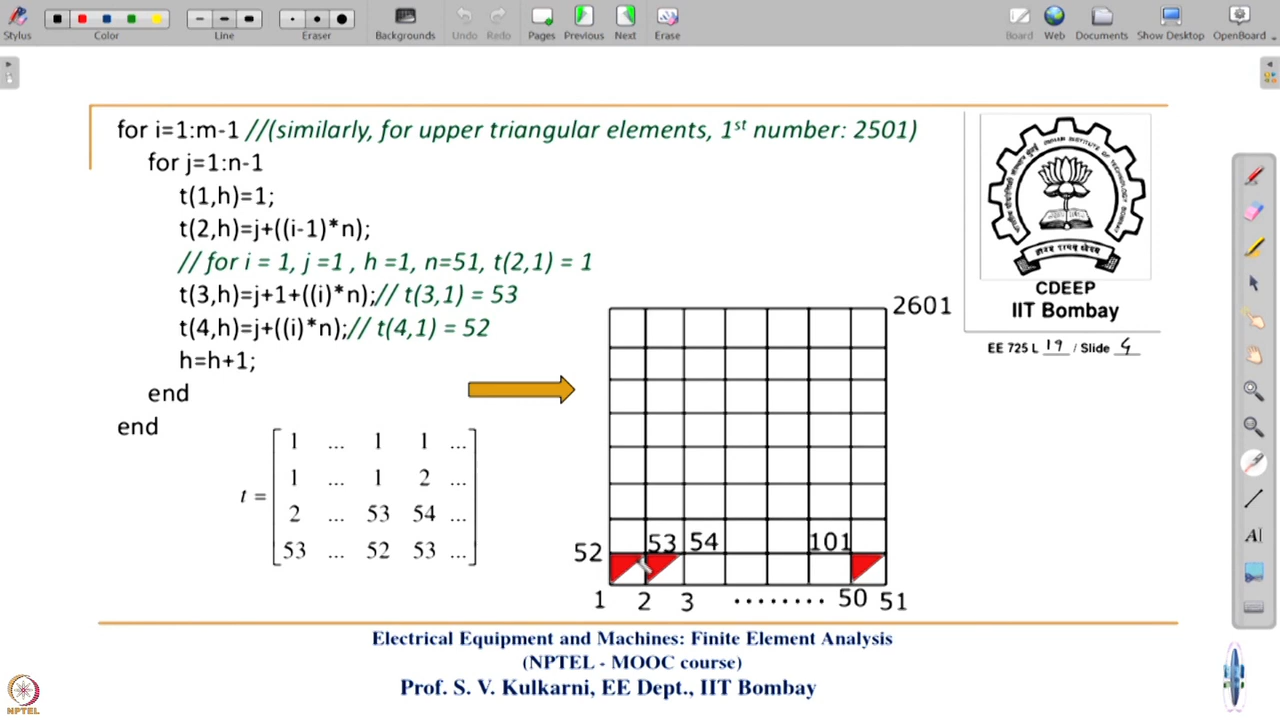 Stylus Color Line Eraser Backgrounds Undo Redo Pages Previous Next Erase Board Web Documents Show Desktop OpenBoard
for i=1:m-1 //(similarly, for upper triangular elements, 1st number: 2501)
for j=1:n-1
t(1,h)=1;
t(2,h)=j+((i-1)*n);
// for i = 1, j =1 , h =1, n=51, t(2,1) = 1
t(3,h)=j+1+((i)*n);// t(3,1) = 53
t(4,h)=j+((i)*n);// t(4,1) = 52
h=h+1;
end
end
t =
1 ... 1 1 ...
1 ... 1 2 ...
2 ... 53 54 ...
53 ... 52 53 ...
2601
52 53 54 101
1 2 3 ........ 50 51
CDEEP
IIT Bombay
EE 725 L 19 / Slide 4
Electrical Equipment and Machines: Finite Element Analysis
(NPTEL - MOOC course)
Prof. S. V. Kulkarni, EE Dept., IIT Bombay
NPTEL